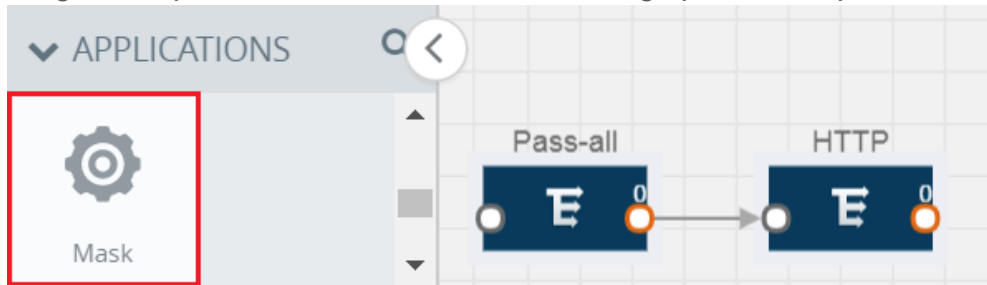 APPLICATIONS
Mask
Pass-all
0
HTTP
0